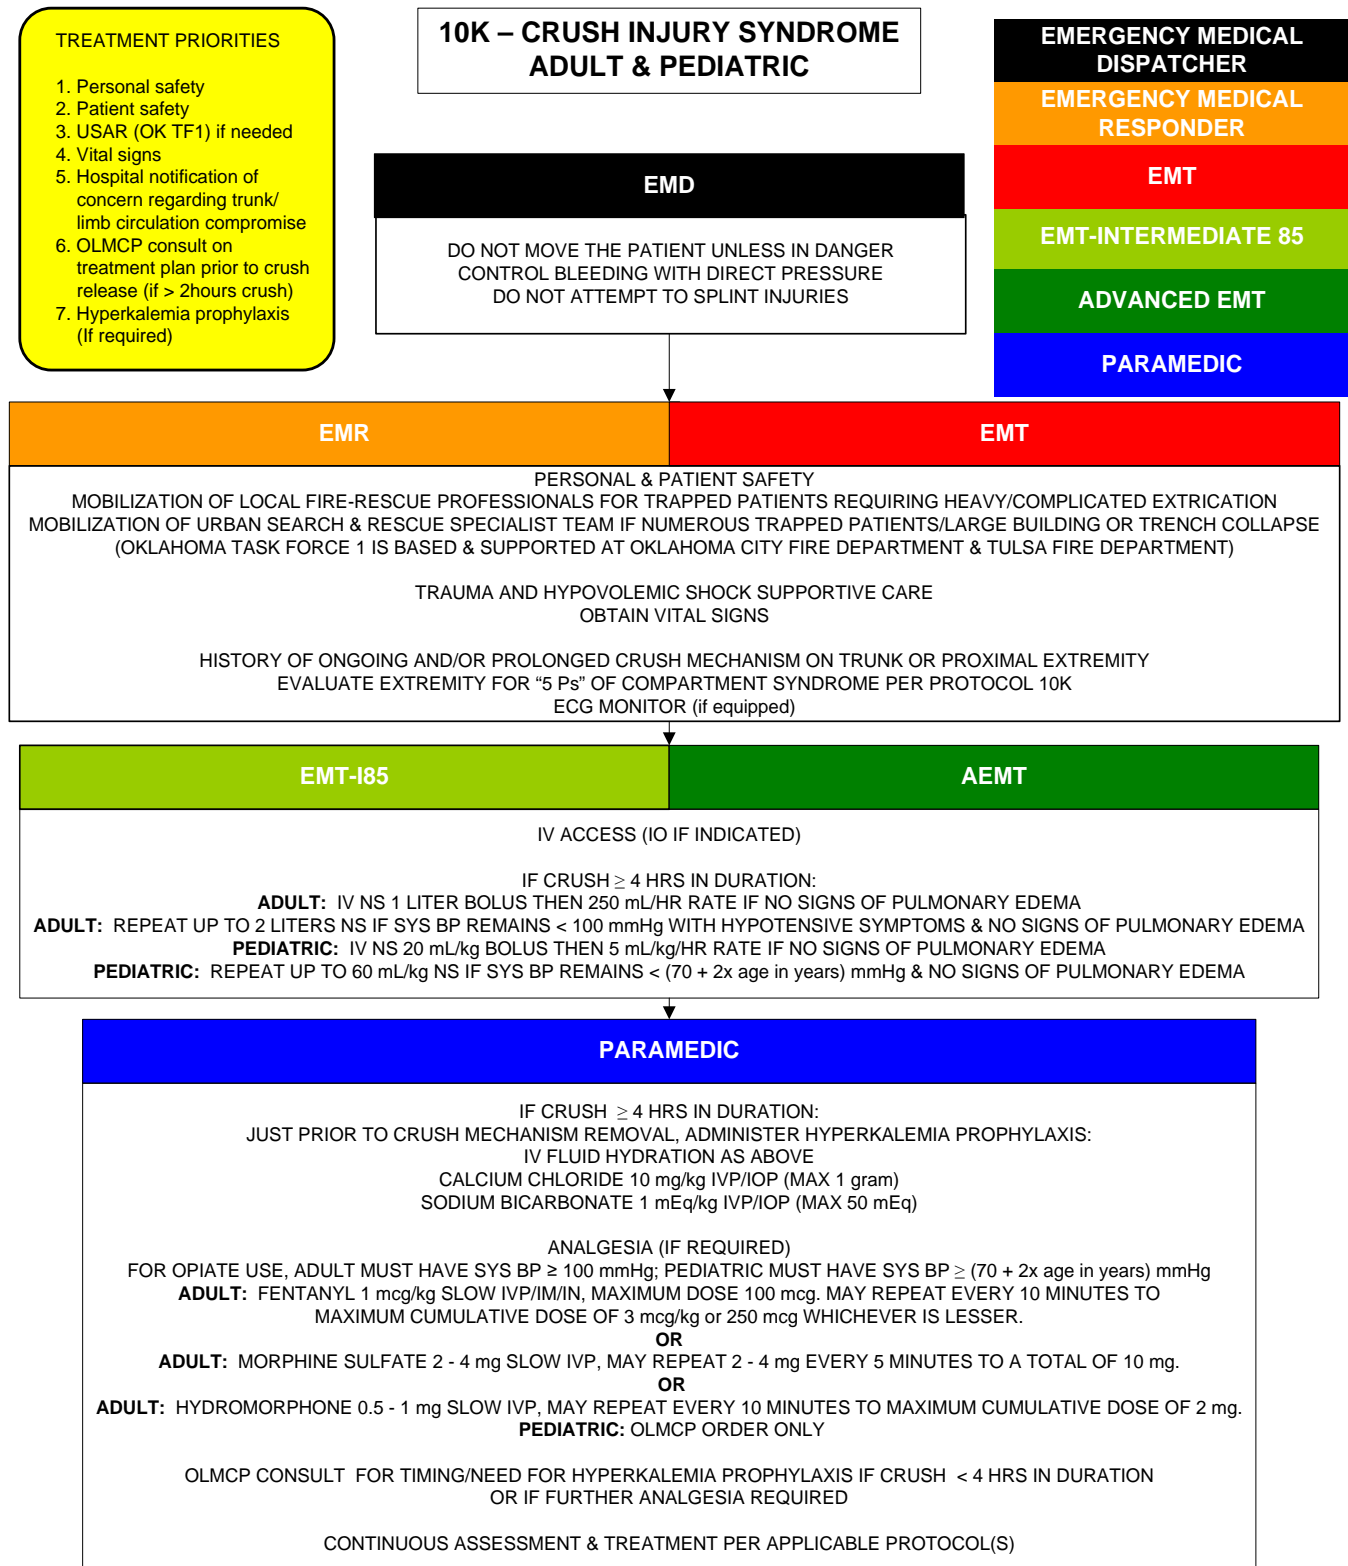 TREATMENT PRIORITIES
1. Personal safety
2. Patient safety
3. USAR (OK TF1) if needed
4. Vital signs
5. Hospital notification of
concern regarding trunk/
limb circulation compromise
6. OLMCP consult on
treatment plan prior to crush
release (if > 2hours crush)
7. Hyperkalemia prophylaxis
(If required)
10K – CRUSH INJURY SYNDROME
ADULT & PEDIATRIC
EMERGENCY MEDICAL
DISPATCHER
EMERGENCY MEDICAL
RESPONDER
EMT
EMT-INTERMEDIATE 85
ADVANCED EMT
PARAMEDIC
EMD
DO NOT MOVE THE PATIENT UNLESS IN DANGER
CONTROL BLEEDING WITH DIRECT PRESSURE
DO NOT ATTEMPT TO SPLINT INJURIES
EMR
EMT
PERSONAL & PATIENT SAFETY
MOBILIZATION OF LOCAL FIRE-RESCUE PROFESSIONALS FOR TRAPPED PATIENTS REQUIRING HEAVY/COMPLICATED EXTRICATION
MOBILIZATION OF URBAN SEARCH & RESCUE SPECIALIST TEAM IF NUMEROUS TRAPPED PATIENTS/LARGE BUILDING OR TRENCH COLLAPSE
(OKLAHOMA TASK FORCE 1 IS BASED & SUPPORTED AT OKLAHOMA CITY FIRE DEPARTMENT & TULSA FIRE DEPARTMENT)
TRAUMA AND HYPOVOLEMIC SHOCK SUPPORTIVE CARE
OBTAIN VITAL SIGNS
HISTORY OF ONGOING AND/OR PROLONGED CRUSH MECHANISM ON TRUNK OR PROXIMAL EXTREMITY
EVALUATE EXTREMITY FOR “5 Ps” OF COMPARTMENT SYNDROME PER PROTOCOL 10K
ECG MONITOR (if equipped)
EMT-I85
AEMT
IV ACCESS (IO IF INDICATED)
IF CRUSH ≥ 4 HRS IN DURATION:
ADULT: IV NS 1 LITER BOLUS THEN 250 mL/HR RATE IF NO SIGNS OF PULMONARY EDEMA
ADULT: REPEAT UP TO 2 LITERS NS IF SYS BP REMAINS < 100 mmHg WITH HYPOTENSIVE SYMPTOMS & NO SIGNS OF PULMONARY EDEMA
PEDIATRIC: IV NS 20 mL/kg BOLUS THEN 5 mL/kg/HR RATE IF NO SIGNS OF PULMONARY EDEMA
PEDIATRIC: REPEAT UP TO 60 mL/kg NS IF SYS BP REMAINS < (70 + 2x age in years) mmHg & NO SIGNS OF PULMONARY EDEMA
PARAMEDIC
IF CRUSH ≥ 4 HRS IN DURATION:
JUST PRIOR TO CRUSH MECHANISM REMOVAL, ADMINISTER HYPERKALEMIA PROPHYLAXIS:
IV FLUID HYDRATION AS ABOVE
CALCIUM CHLORIDE 10 mg/kg IVP/IOP (MAX 1 gram)
SODIUM BICARBONATE 1 mEq/kg IVP/IOP (MAX 50 mEq)
ANALGESIA (IF REQUIRED)
FOR OPIATE USE, ADULT MUST HAVE SYS BP ≥ 100 mmHg; PEDIATRIC MUST HAVE SYS BP ≥ (70 + 2x age in years) mmHg
ADULT: FENTANYL 1 mcg/kg SLOW IVP/IM/IN, MAXIMUM DOSE 100 mcg. MAY REPEAT EVERY 10 MINUTES TO
MAXIMUM CUMULATIVE DOSE OF 3 mcg/kg or 250 mcg WHICHEVER IS LESSER.
OR
ADULT: MORPHINE SULFATE 2 - 4 mg SLOW IVP, MAY REPEAT 2 - 4 mg EVERY 5 MINUTES TO A TOTAL OF 10 mg.
OR
ADULT: HYDROMORPHONE 0.5 - 1 mg SLOW IVP, MAY REPEAT EVERY 10 MINUTES TO MAXIMUM CUMULATIVE DOSE OF 2 mg.
PEDIATRIC: OLMCP ORDER ONLY
OLMCP CONSULT FOR TIMING/NEED FOR HYPERKALEMIA PROPHYLAXIS IF CRUSH < 4 HRS IN DURATION
OR IF FURTHER ANALGESIA REQUIRED
CONTINUOUS ASSESSMENT & TREATMENT PER APPLICABLE PROTOCOL(S)